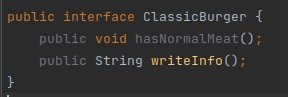 public interface ClassicBurger {
    public void hasNormalMeat();
    public String writeInfo();
}